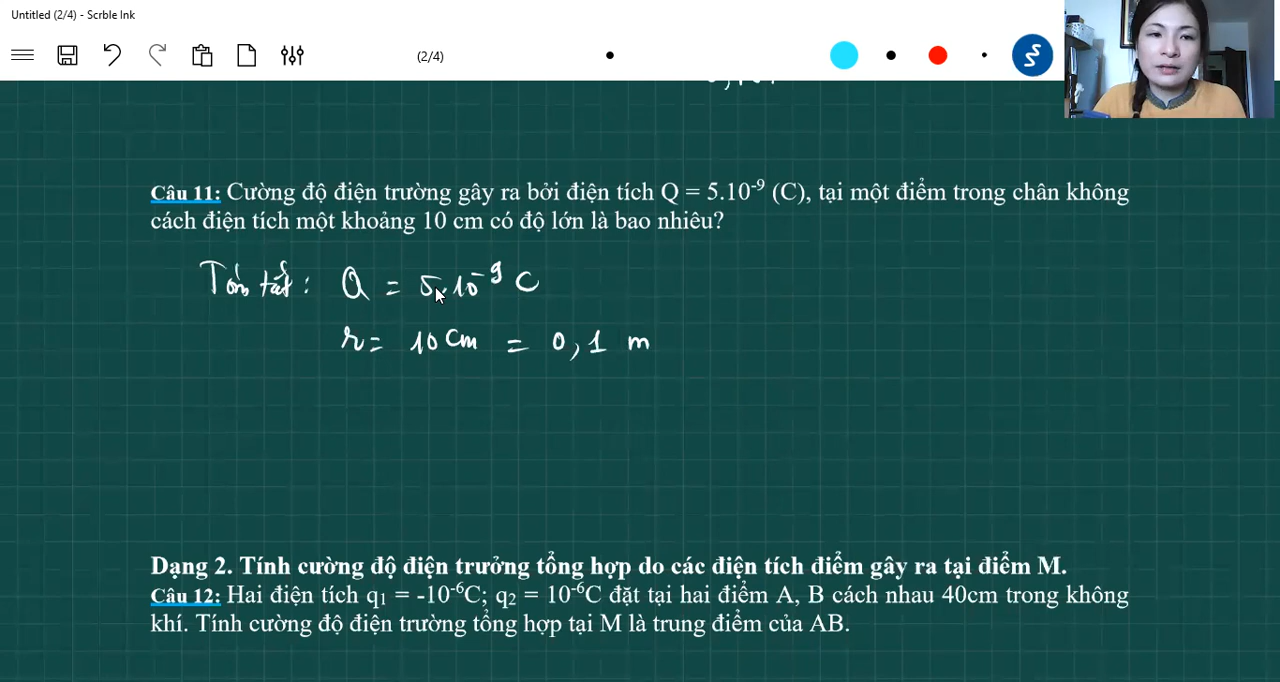 Untitled (2/4) - Scrble Ink
(2/4)
Câu 11: Cường độ điện trường gây ra bởi điện tích Q = 5.10⁻⁹ (C), tại một điểm trong chân không
cách điện tích một khoảng 10 cm có độ lớn là bao nhiêu?
Tóm tắt: Q = 5.10⁻⁹ C
r = 10 cm = 0,1 m
Dạng 2. Tính cường độ điện trưởng tổng hợp do các điện tích điểm gây ra tại điểm M.
Câu 12: Hai điện tích q₁ = -10⁻⁶C; q₂ = 10⁻⁶C đặt tại hai điểm A, B cách nhau 40cm trong không
khí. Tính cường độ điện trường tổng hợp tại M là trung điểm của AB.